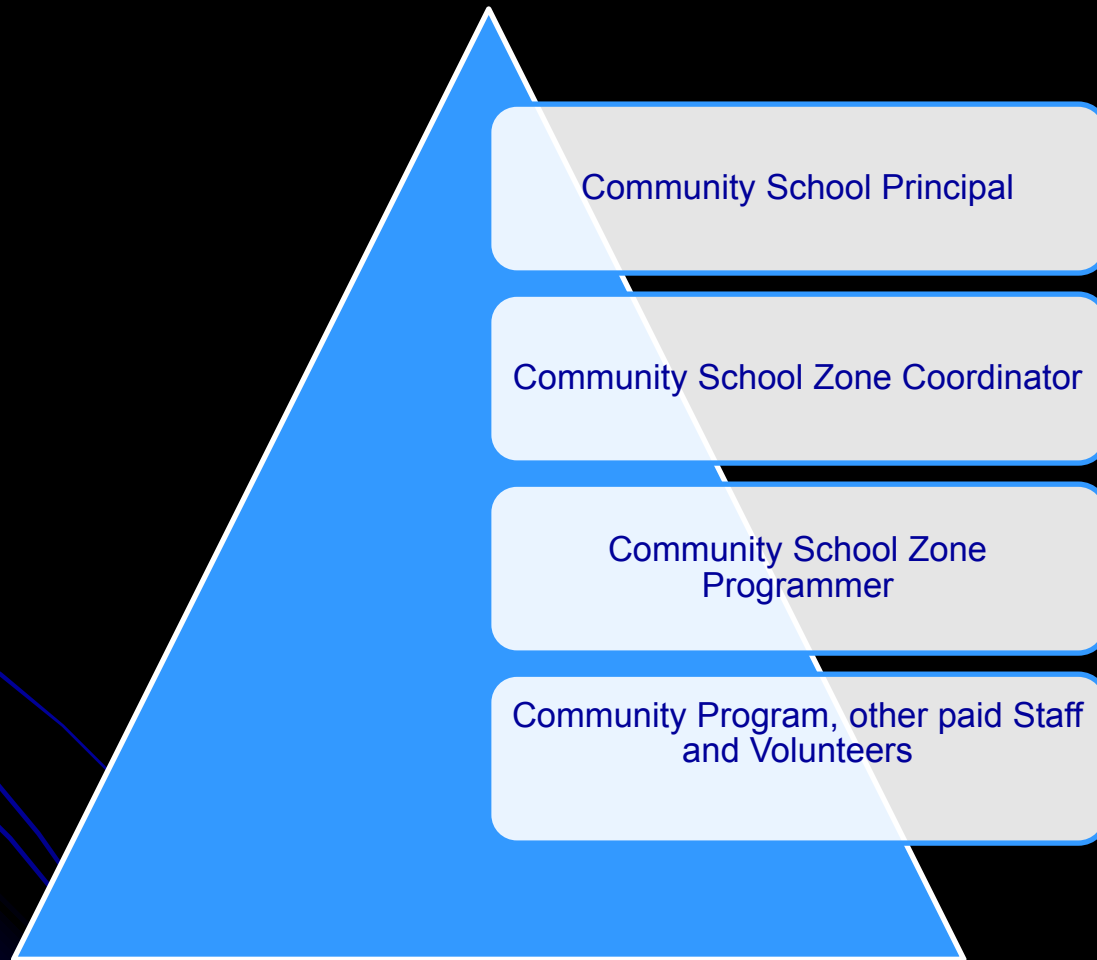 Community School Principal
Community School Zone Coordinator
Community School Zone
Programmer
Community Program, other paid Staff
and Volunteers